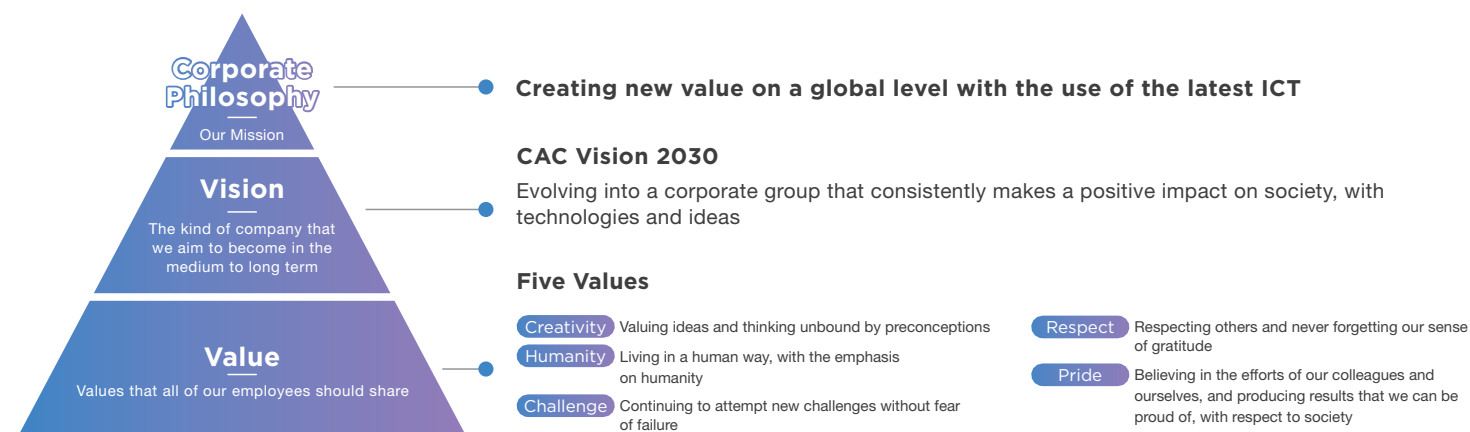 Corporate
Philosophy
Our Mission
Creating new value on a global level with the use of the latest ICT
Vision
The kind of company that
we aim to become in the
medium to long term
CAC Vision 2030
Evolving into a corporate group that consistently makes a positive impact on society, with
technologies and ideas
Value
Values that all of our employees should share
Five Values
Creativity Valuing ideas and thinking unbound by preconceptions
Humanity Living in a human way, with the emphasis
on humanity
Challenge Continuing to attempt new challenges without fear
of failure
Respect Respecting others and never forgetting our sense
of gratitude
Pride Believing in the efforts of our colleagues and
ourselves, and producing results that we can be
proud of, with respect to society